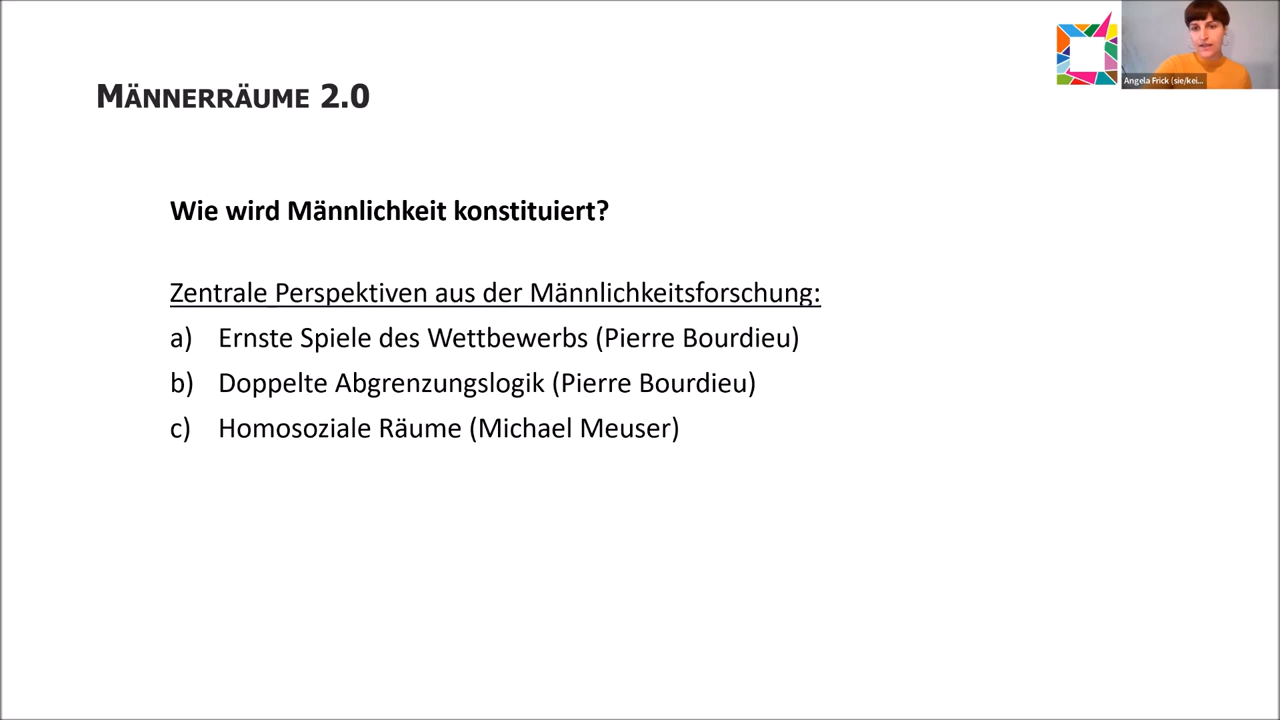 MÄNNERRÄUME 2.0
Angela Frick (sie/kei...
Wie wird Männlichkeit konstituiert?
Zentrale Perspektiven aus der Männlichkeitsforschung:
a) Ernste Spiele des Wettbewerbs (Pierre Bourdieu)
b) Doppelte Abgrenzungslogik (Pierre Bourdieu)
c) Homosoziale Räume (Michael Meuser)